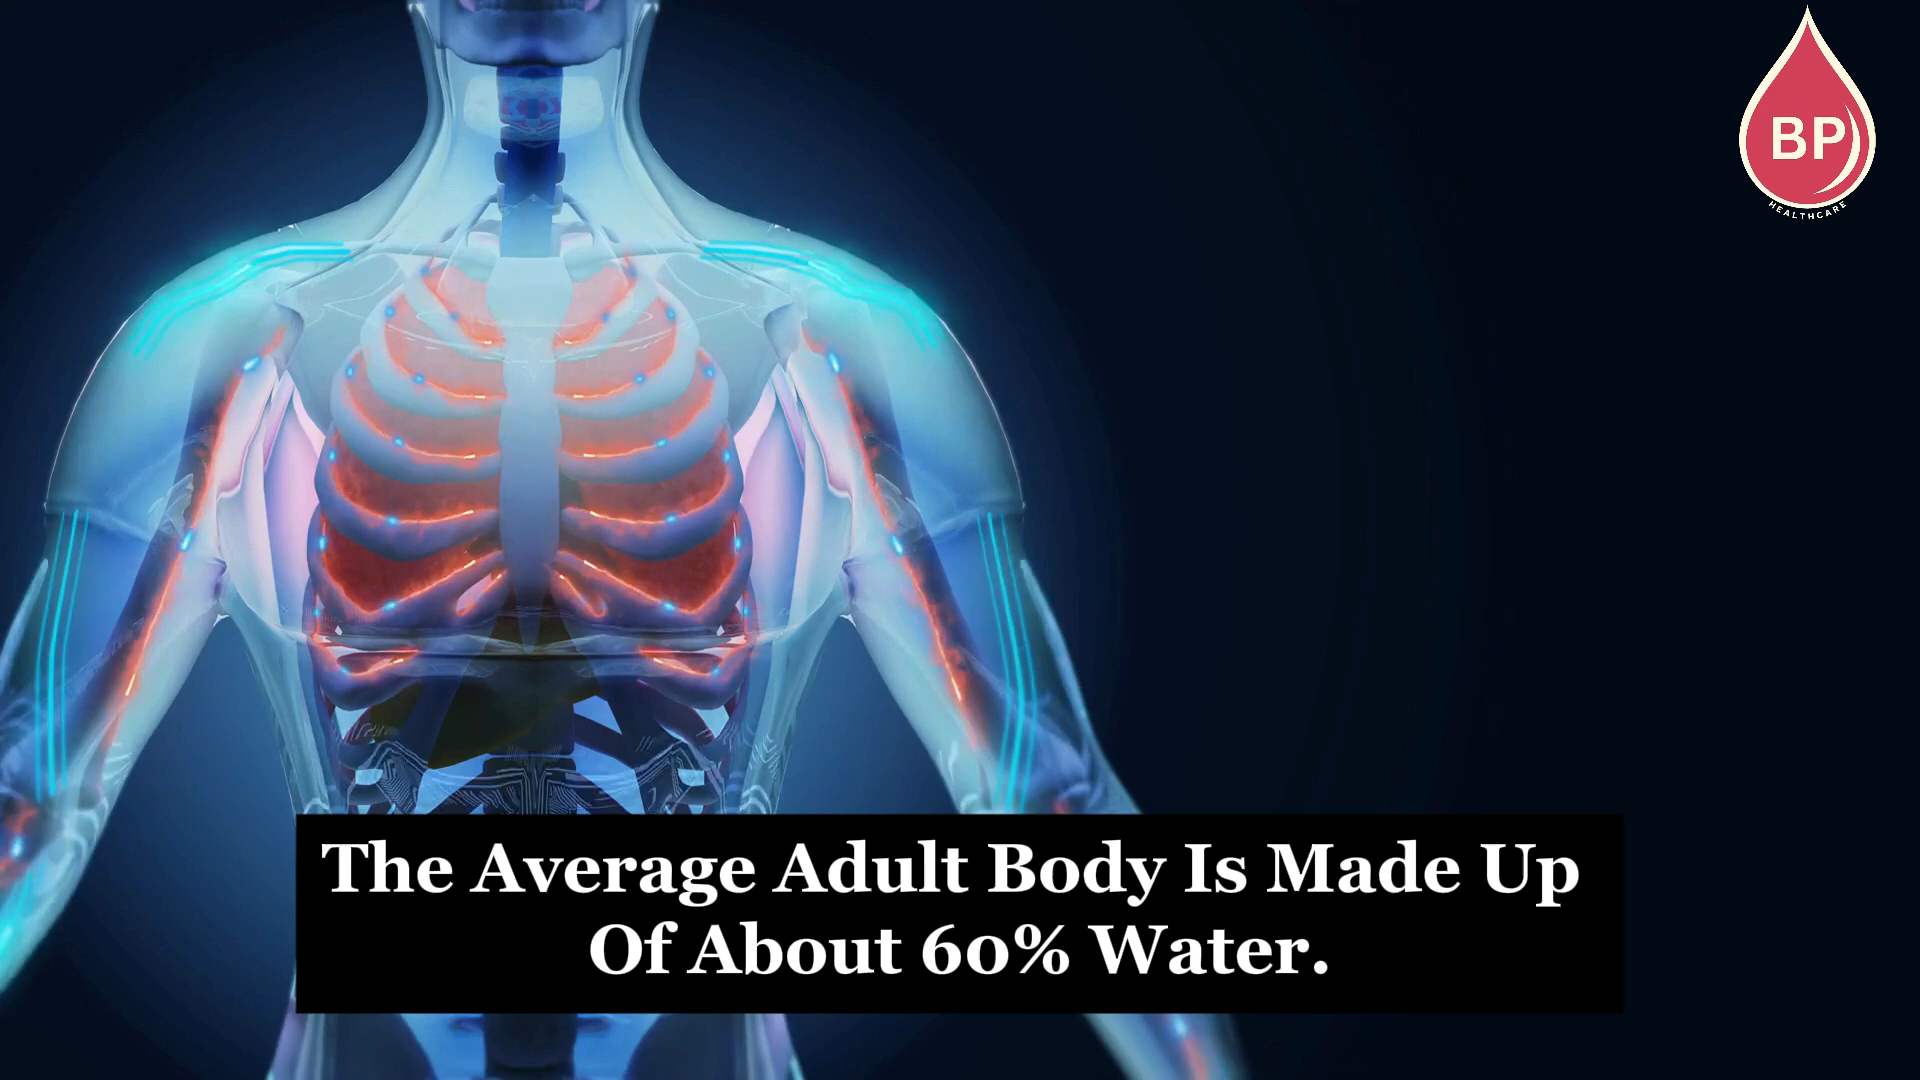 BP
HEALTHCARE
The Average Adult Body Is Made Up
Of About 60% Water.